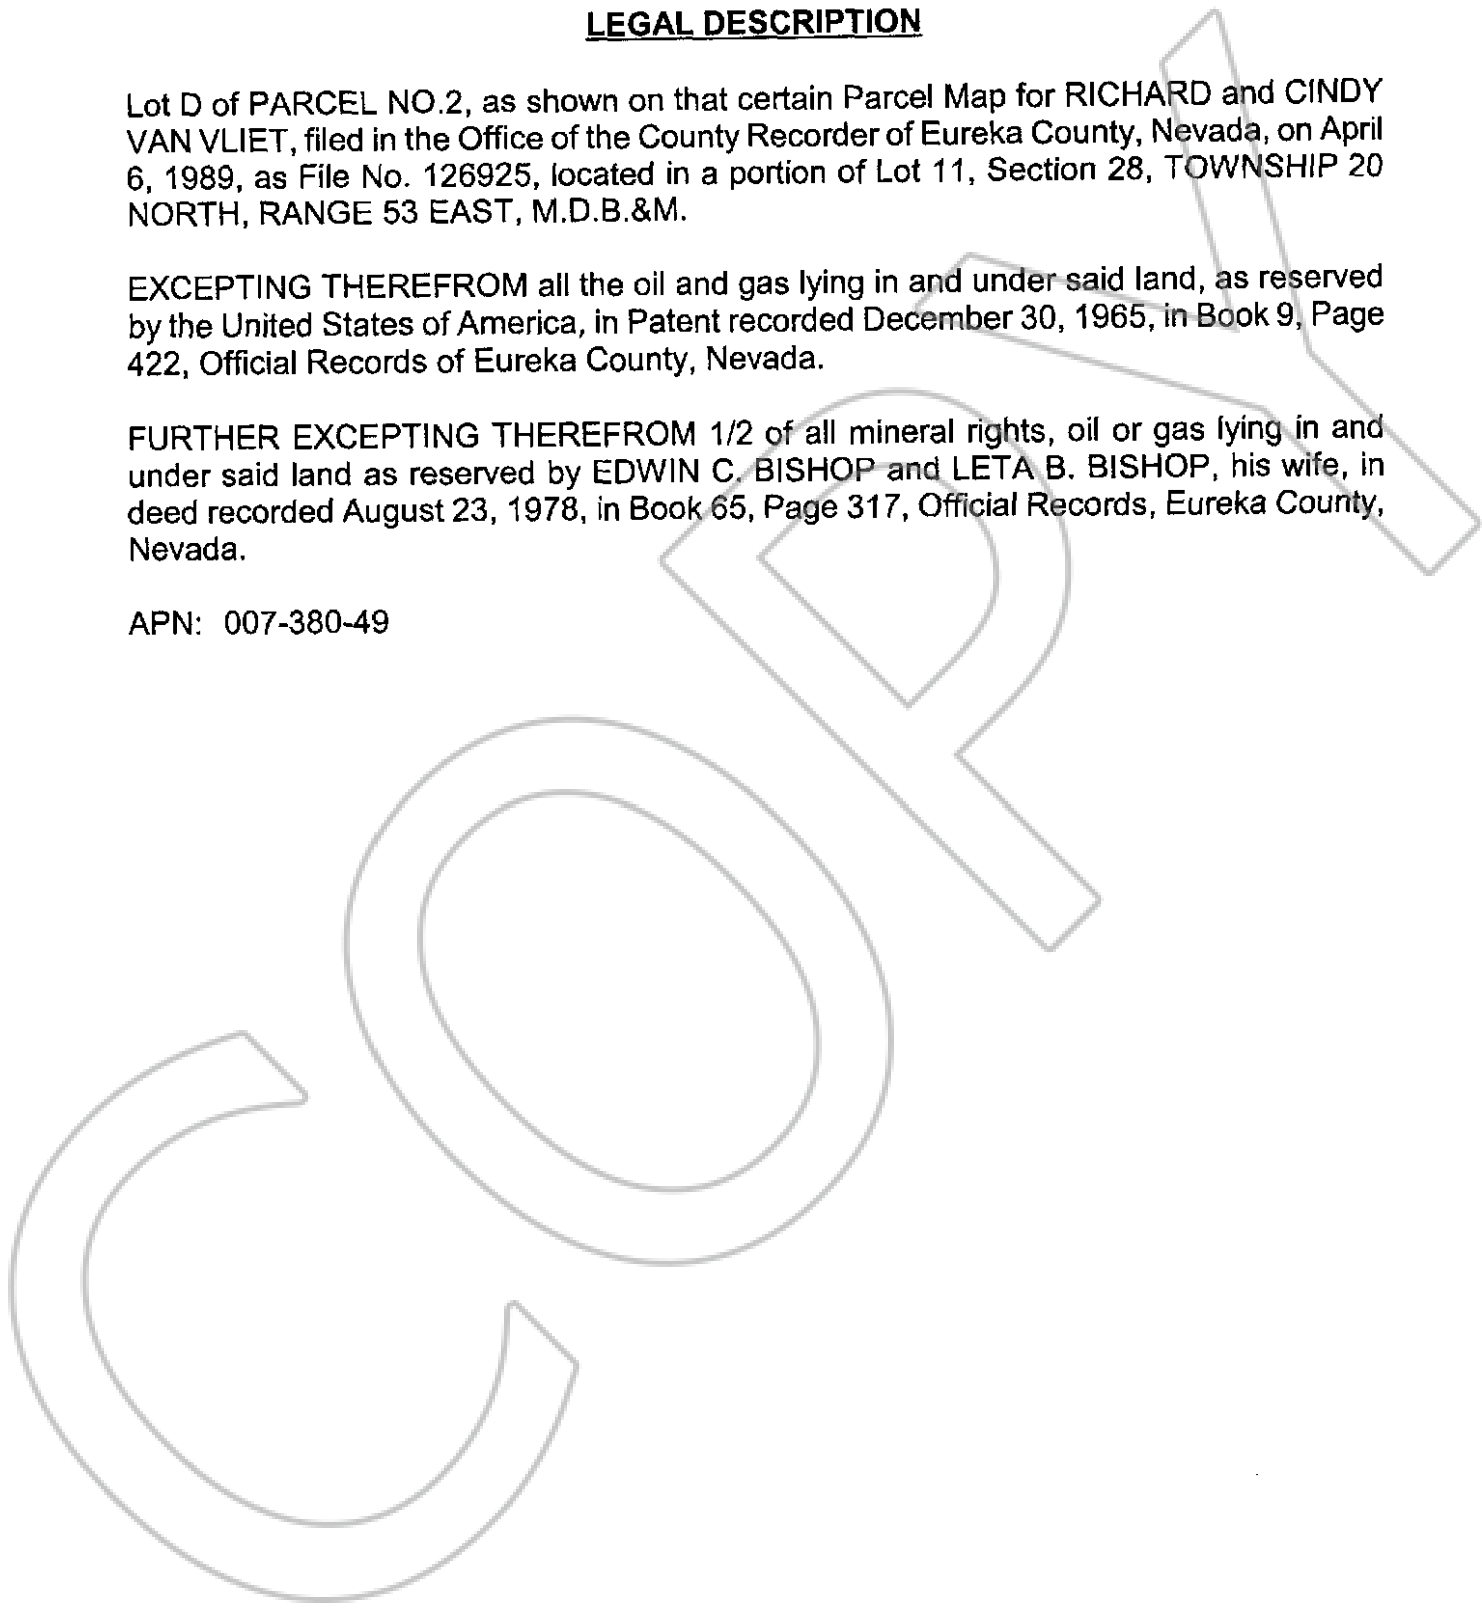 LEGAL DESCRIPTION
Lot D of PARCEL NO.2, as shown on that certain Parcel Map for RICHARD and CINDY
VAN VLIET, filed in the Office of the County Recorder of Eureka County, Nevada, on April
6, 1989, as File No. 126925, located in a portion of Lot 11, Section 28, TOWNSHIP 20
NORTH, RANGE 53 EAST, M.D.B.&M.
EXCEPTING THEREFROM all the oil and gas lying in and under said land, as reserved
by the United States of America, in Patent recorded December 30, 1965, in Book 9, Page
422, Official Records of Eureka County, Nevada.
FURTHER EXCEPTING THEREFROM 1/2 of all mineral rights, oil or gas lying in and
under said land as reserved by EDWIN C. BISHOP and LETA B. BISHOP, his wife, in
deed recorded August 23, 1978, in Book 65, Page 317, Official Records, Eureka County,
Nevada.
APN: 007-380-49
COPY